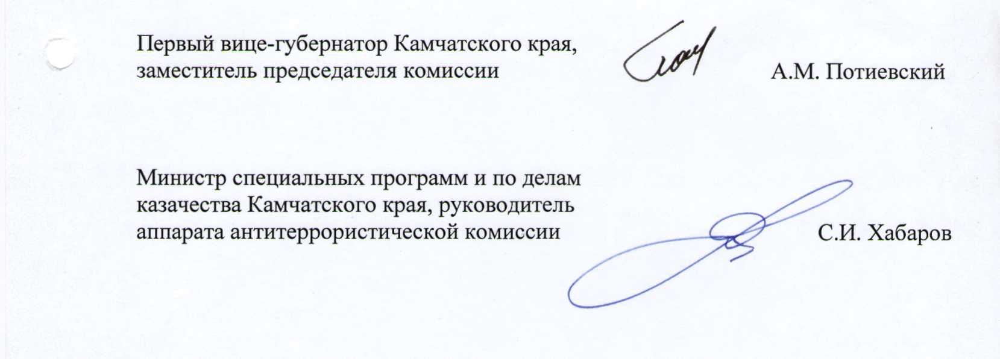 Первый вице-губернатор Камчатского края,
заместитель председателя комиссии
А.М. Потиевский
Министр специальных программ и по делам
казачества Камчатского края, руководитель
аппарата антитеррористической комиссии
С.И. Хабаров